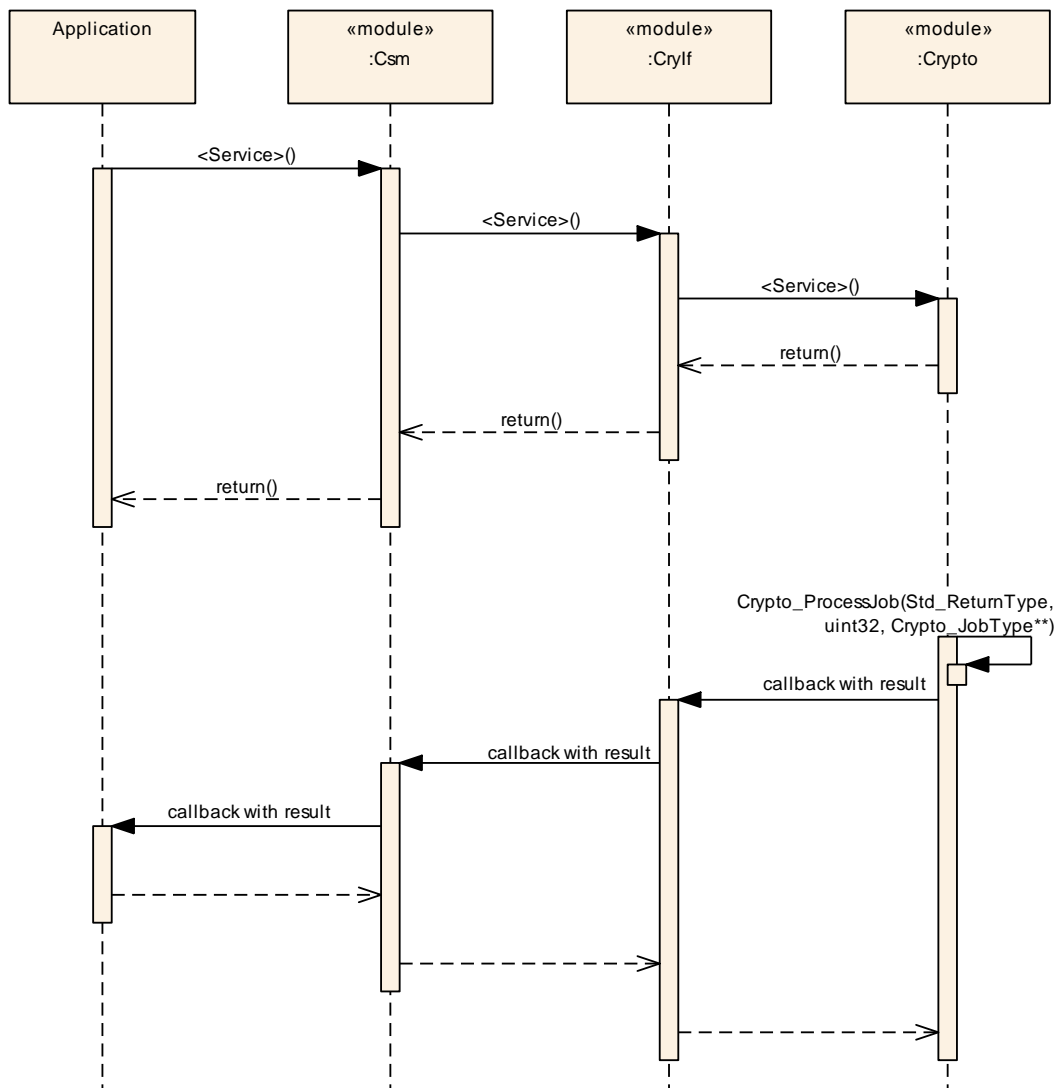 Application
«module»
:Csm
«module»
:CryIf
«module»
:Crypto
<Service>()
<Service>()
<Service>()
return()
return()
return()
Crypto_ProcessJob(Std_ReturnType,
uint32, Crypto_JobType**)
callback with result
callback with result
callback with result